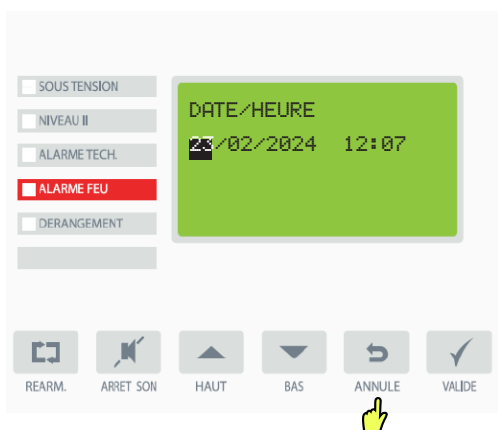 SOUS TENSION
NIVEAU II
ALARME TECH.
ALARME FEU
DERANGEMENT
DATE/HEURE
23/02/2024 12:07
REARM.
ARRET SON
HAUT
BAS
ANNULE
VALIDE